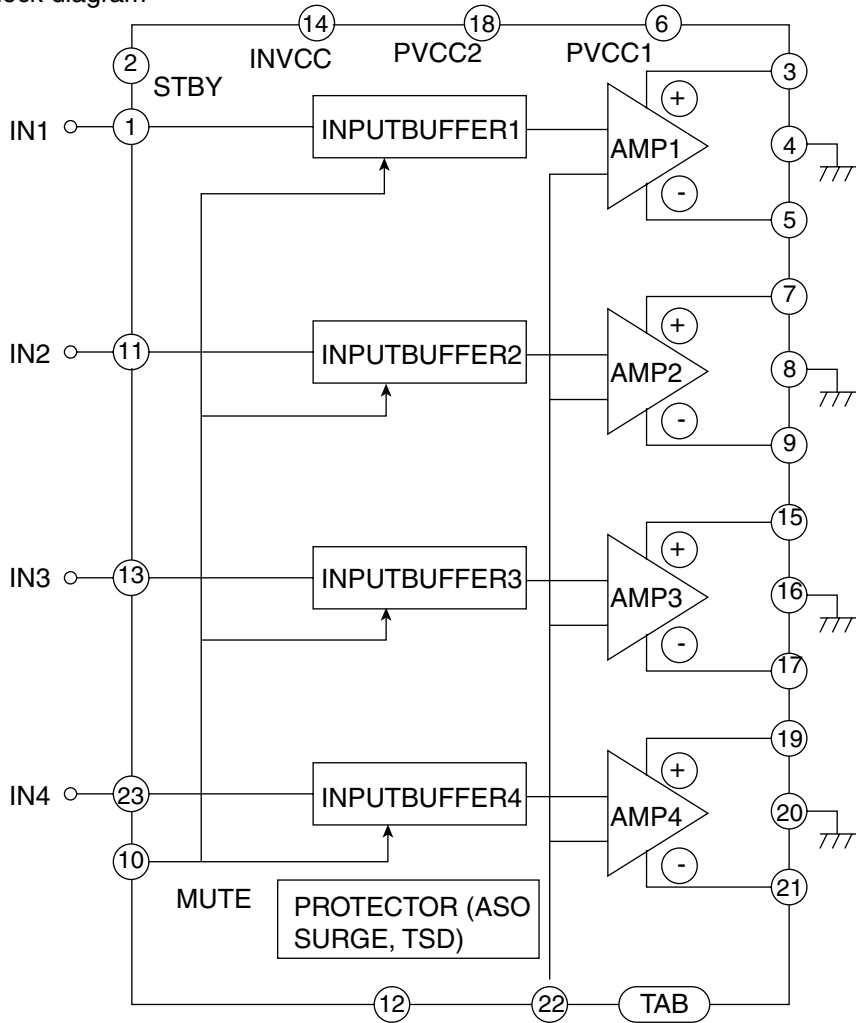 ock diagram
14
18
6
INVCC
PVCC2
PVCC1
2
STBY
3
+
IN1
1
INPUTBUFFER1
AMP1
4
-
5
7
+
IN2
11
INPUTBUFFER2
AMP2
8
-
9
15
+
IN3
13
INPUTBUFFER3
AMP3
16
-
17
19
+
IN4
23
INPUTBUFFER4
AMP4
20
10
-
21
MUTE
PROTECTOR (ASO
SURGE, TSD)
12
22
TAB